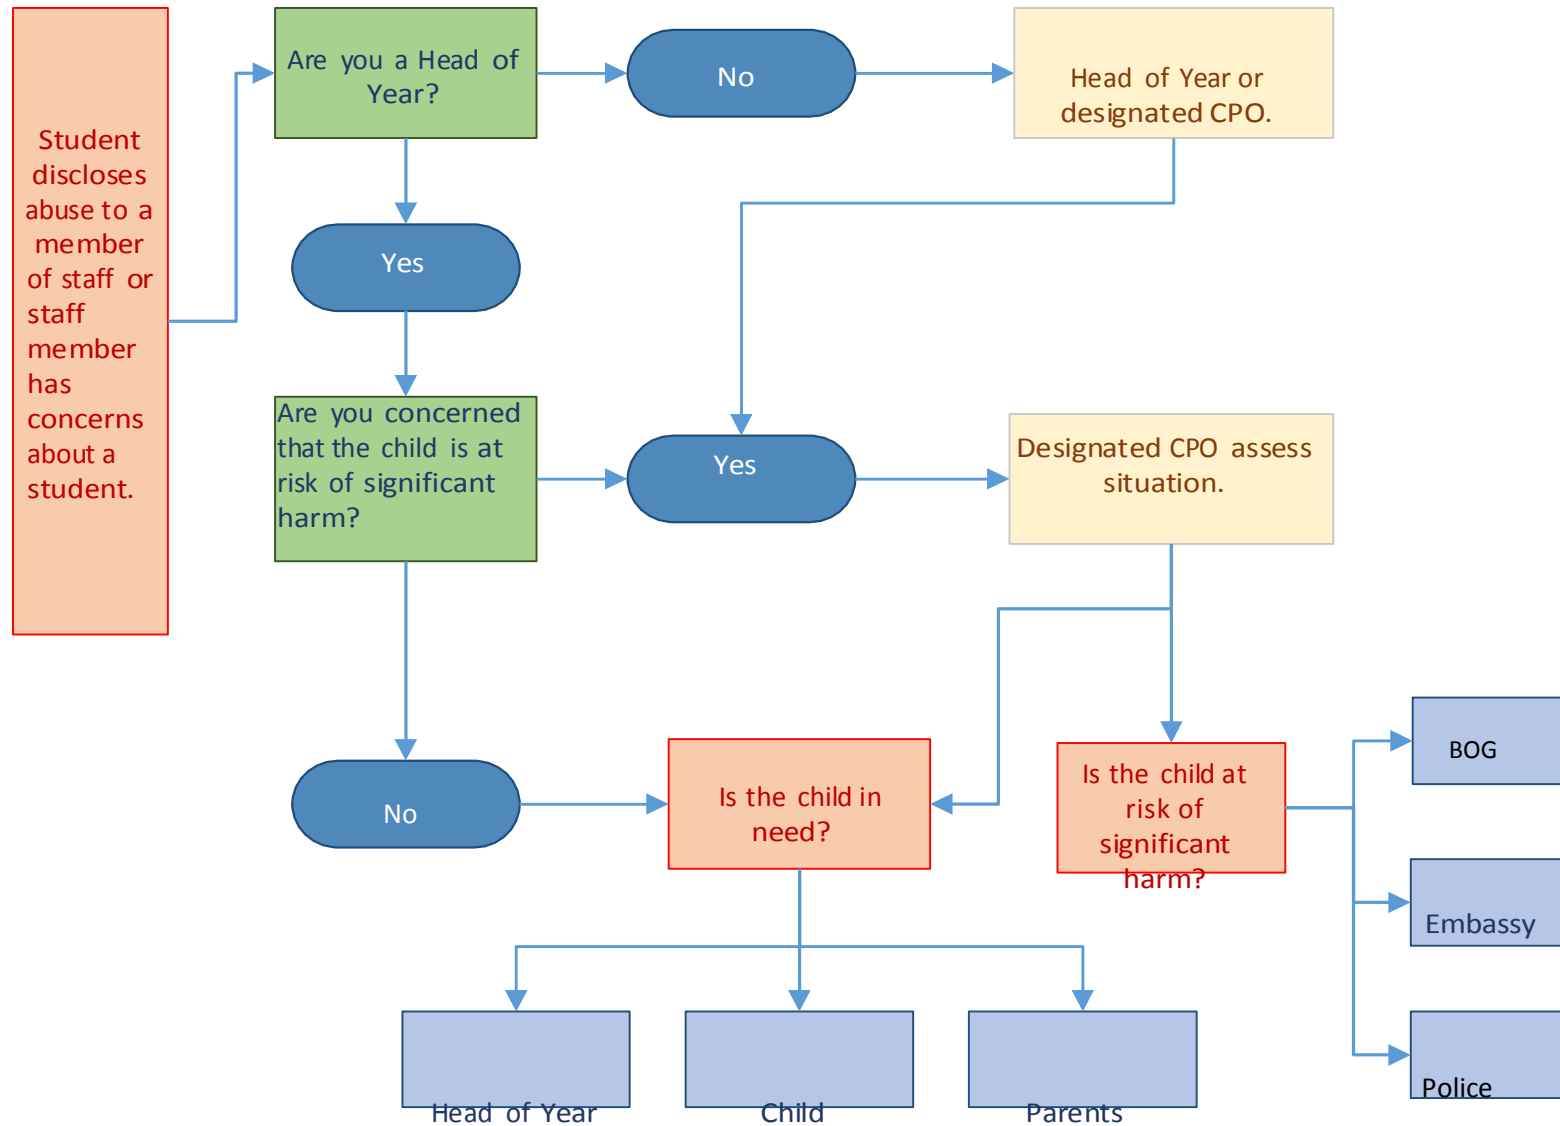 Student
discloses
abuse to a
member
of staff or
staff
member
has
concerns
about a
student.
Are you a Head of
Year?
No
Head of Year or
designated CPO.
Yes
Are you concerned
that the child is at
risk of significant
harm?
Yes
Designated CPO assess
situation.
No
Is the child in
need?
Is the child at
risk of
significant
harm?
BOG
Embassy
Police
Head of Year
Child
Parents